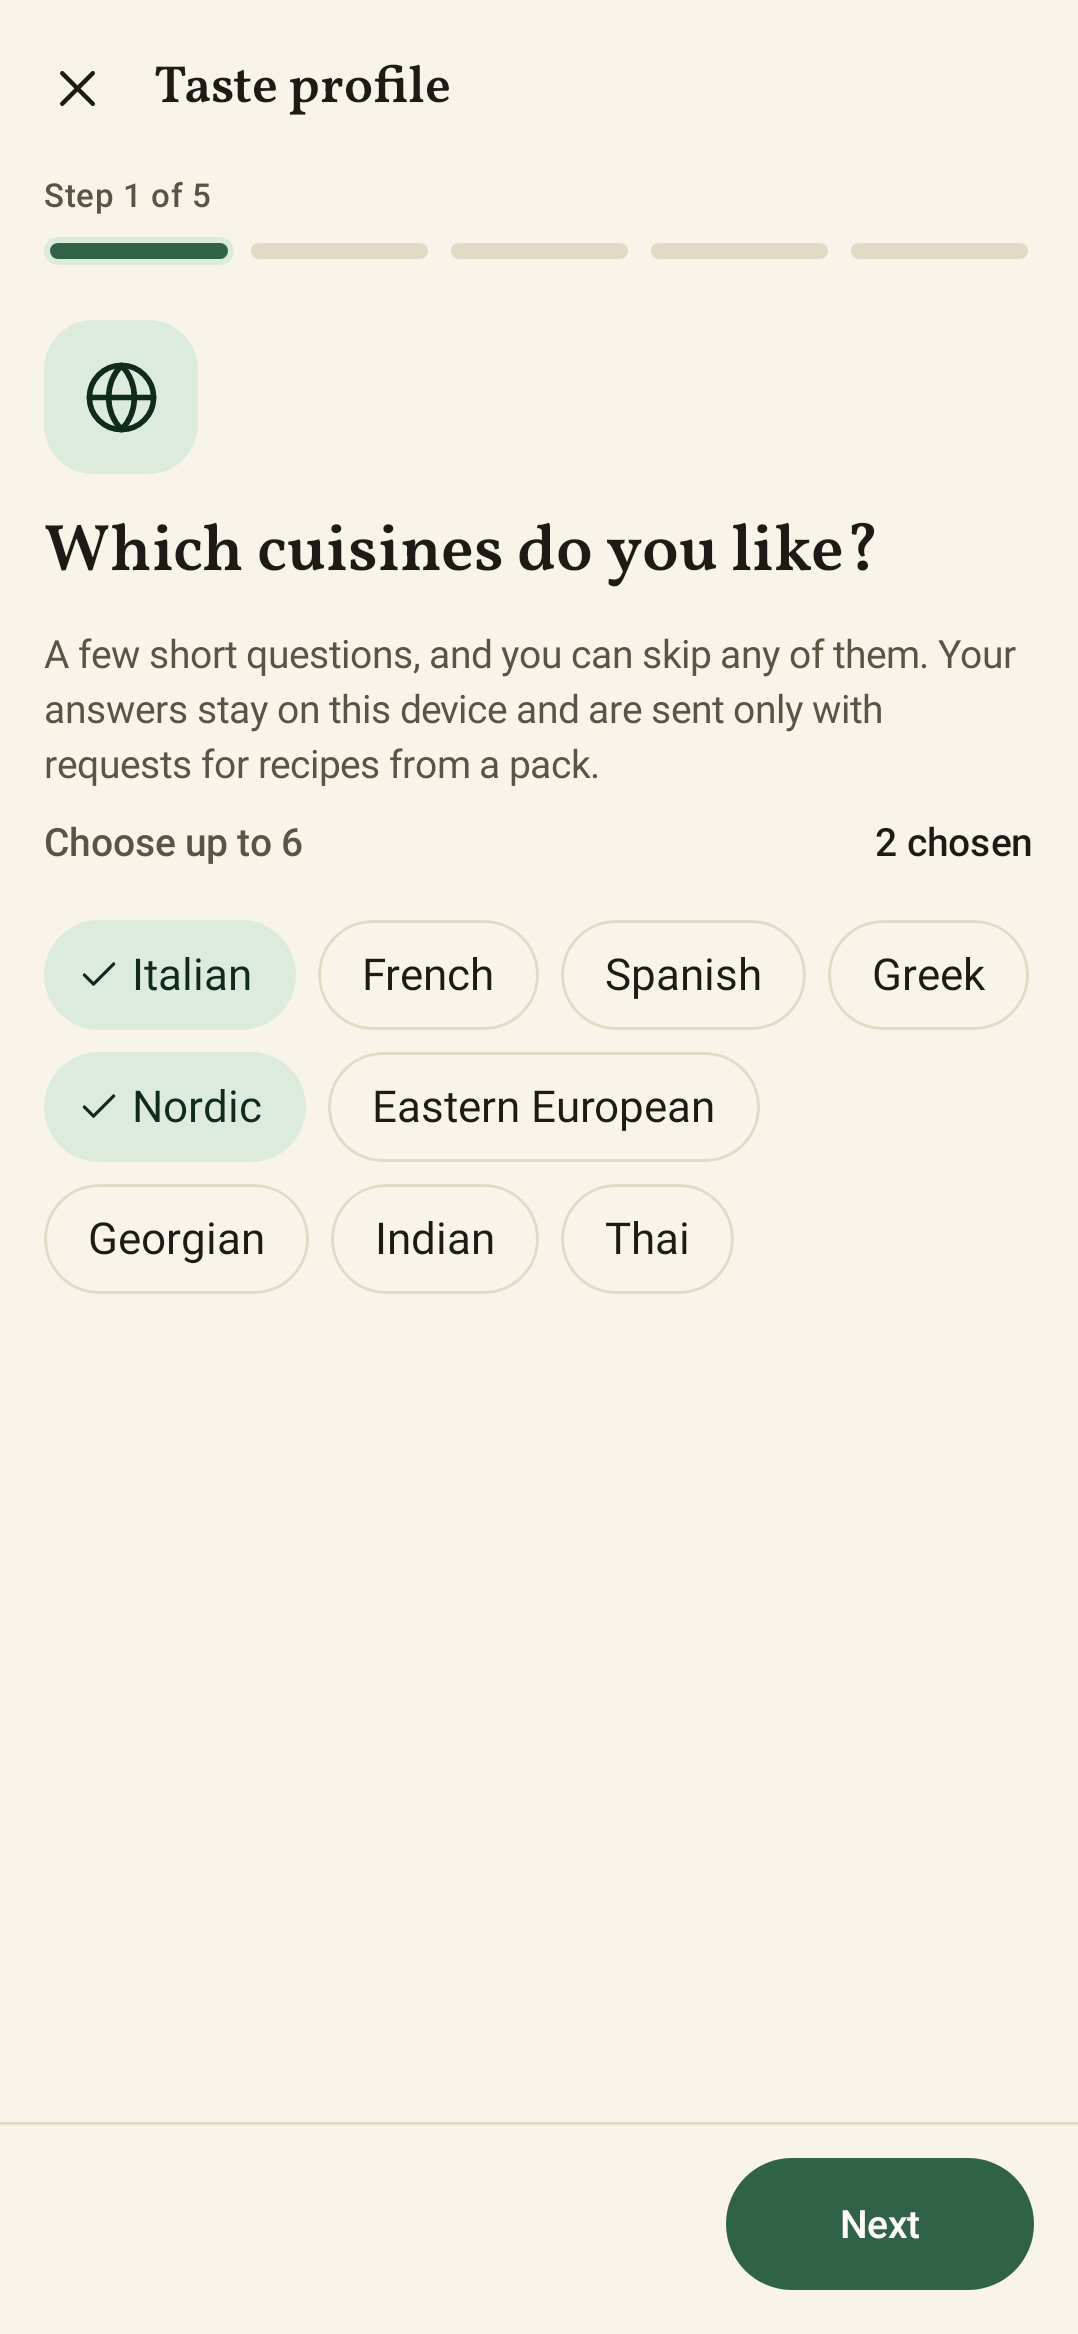 Taste profile
Step 1 of 5
Which cuisines do you like?
A few short questions, and you can skip any of them. Your
answers stay on this device and are sent only with
requests for recipes from a pack.
Choose up to 6 2 chosen
Italian French Spanish Greek
Nordic Eastern European
Georgian Indian Thai
Next